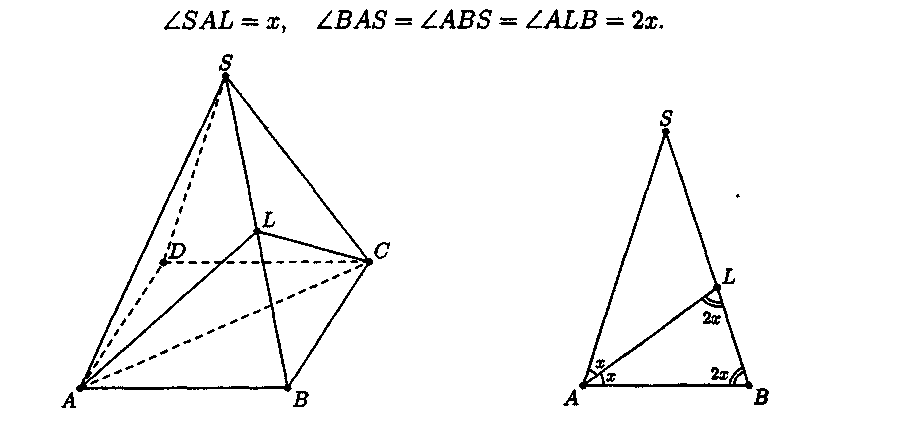 ∠SAL = x, ∠BAS = ∠ABS = ∠ALB = 2x.
S
S
L
D
C
L
2x
x
x
2x
A
B
A
B